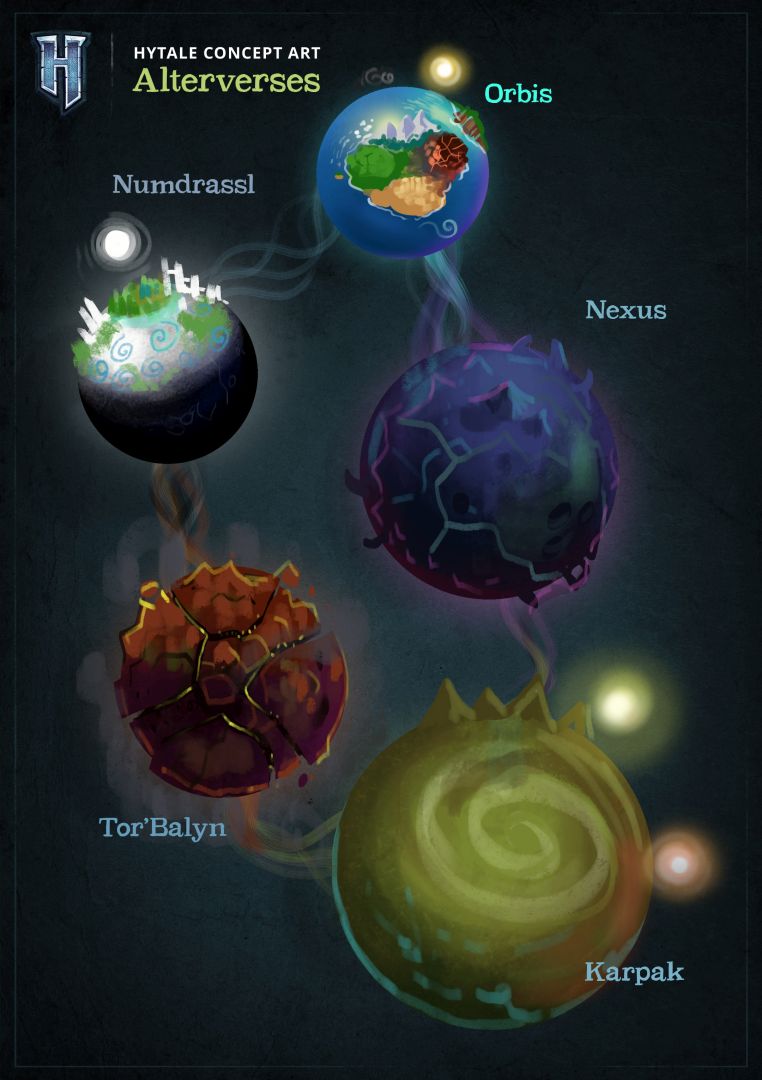 H
HYTALE CONCEPT ART
Alterverses
Orbis
Numdrassl
Nexus
Tor'Balyn
Karpak